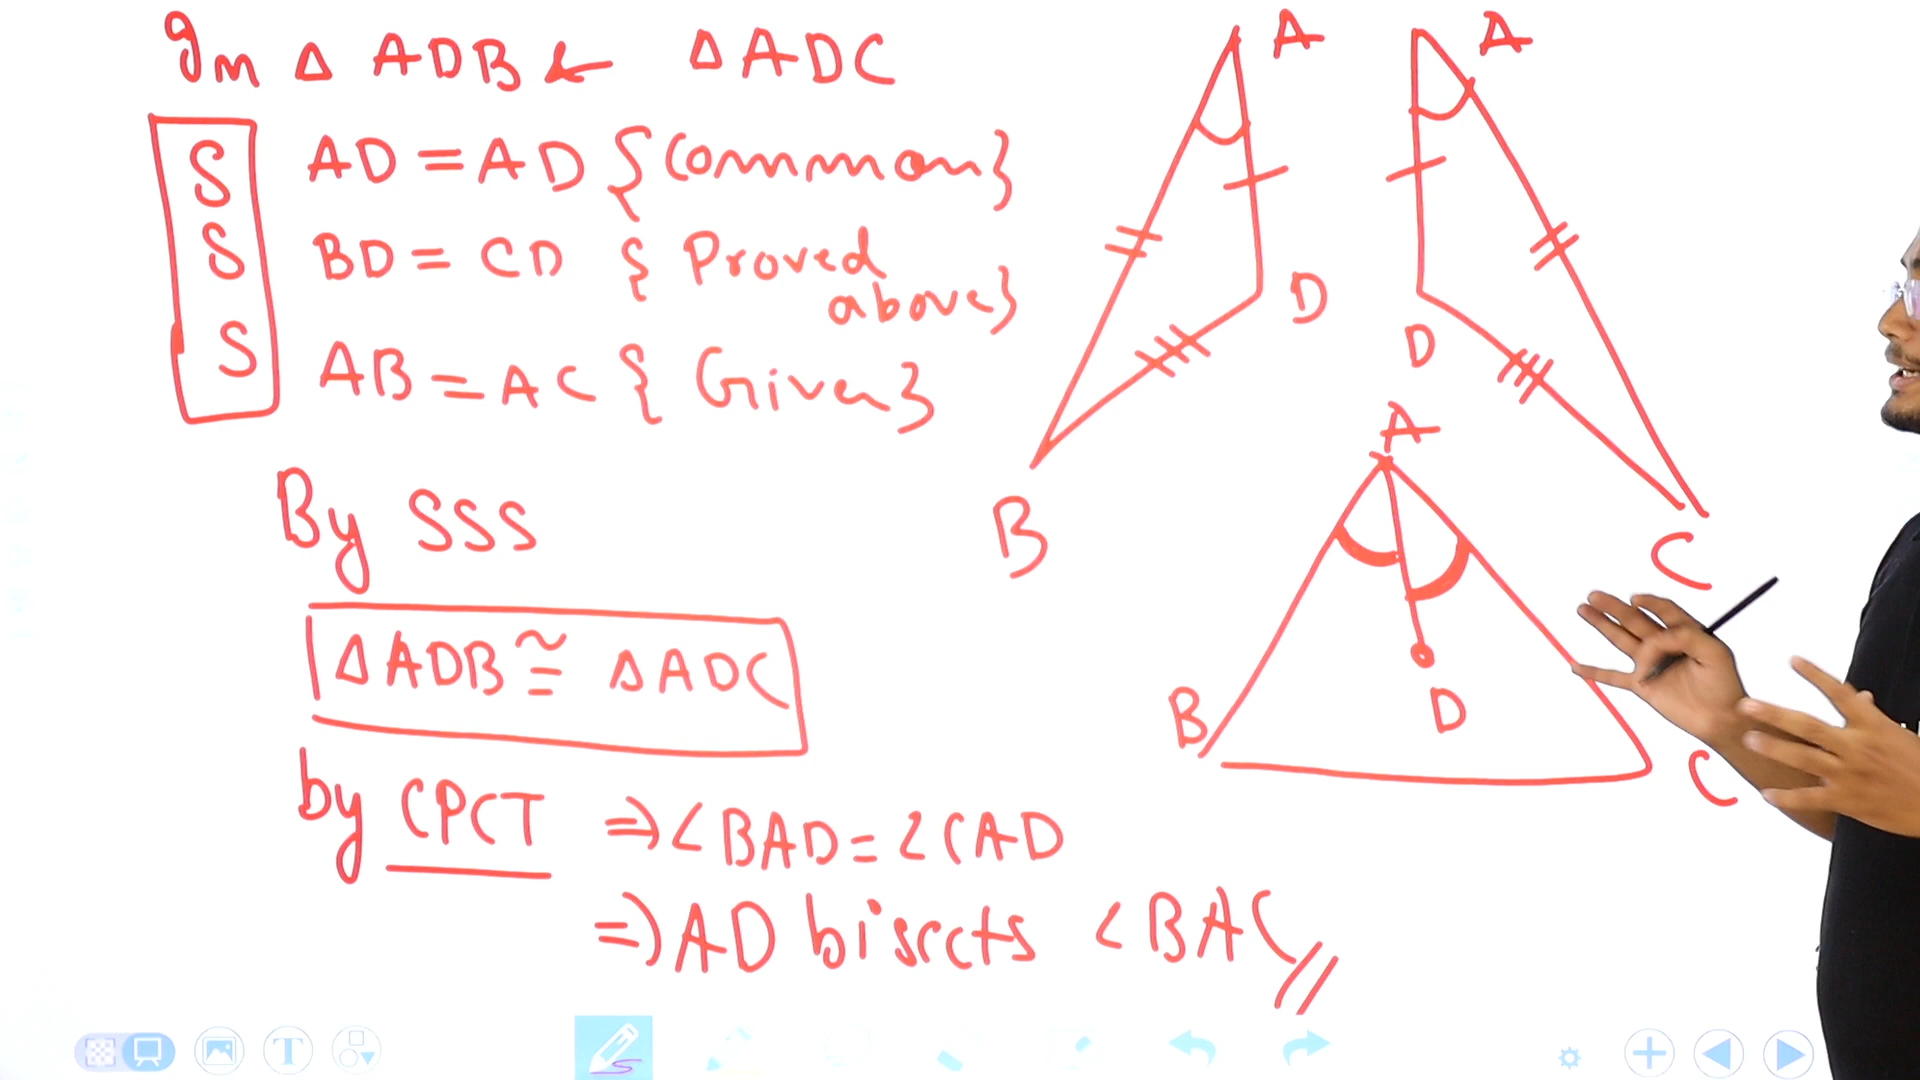 In Δ ADB & Δ ADC
S AD = AD {Common}
S BD = CD { Proved above}
S AB = AC { Given}
By SSS
Δ ADB ≅ Δ ADC
by CPCT ⇒ ∠BAD = ∠CAD
⇒ AD bisects ∠BAC //
A
D
B
A
D
C
A
B
D
C
T